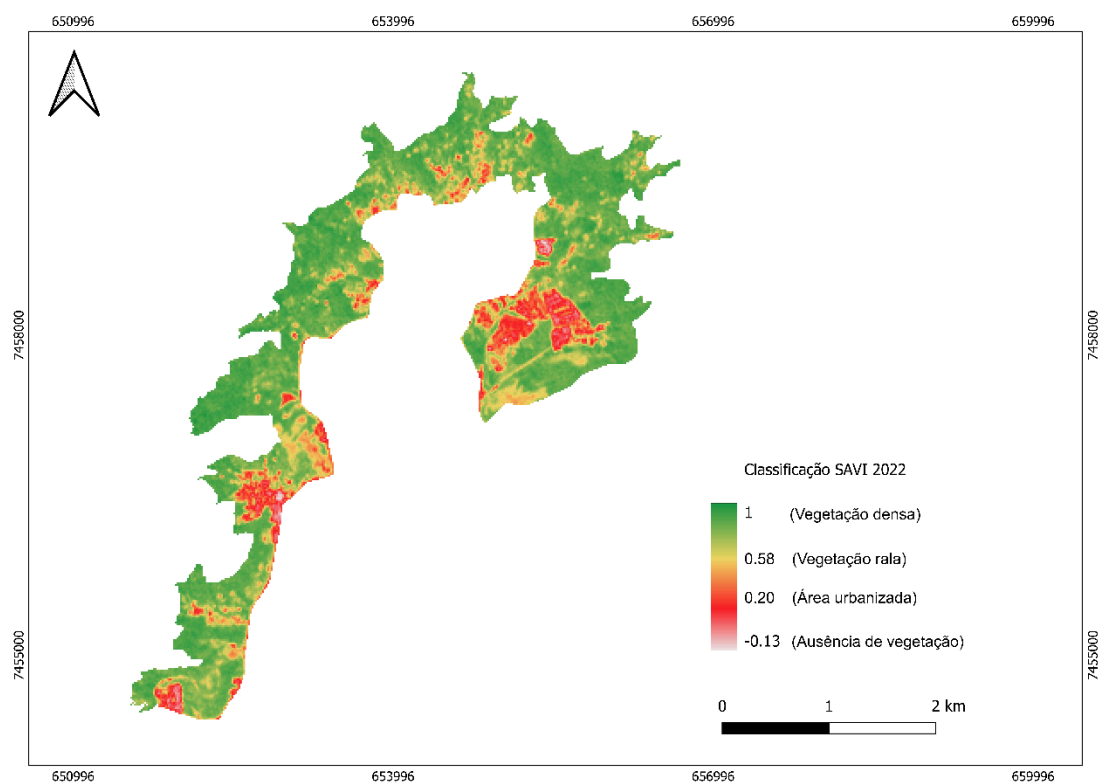 650996 653996 656996 659996
7458000 7458000
Classificação SAVI 2022
1 (Vegetação densa)
0.58 (Vegetação rala)
0.20 (Área urbanizada)
-0.13 (Ausência de vegetação)
7455000 7455000
0 1 2 km
650996 653996 656996 659996